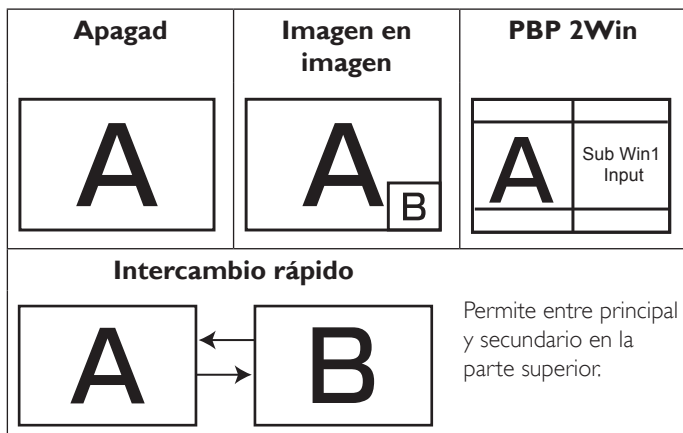 Apagad
Imagen en
imagen
PBP 2Win
A
A
B
A
Sub Win1
Input
Intercambio rápido
A
B
Permite entre principal
y secundario en la
parte superior.